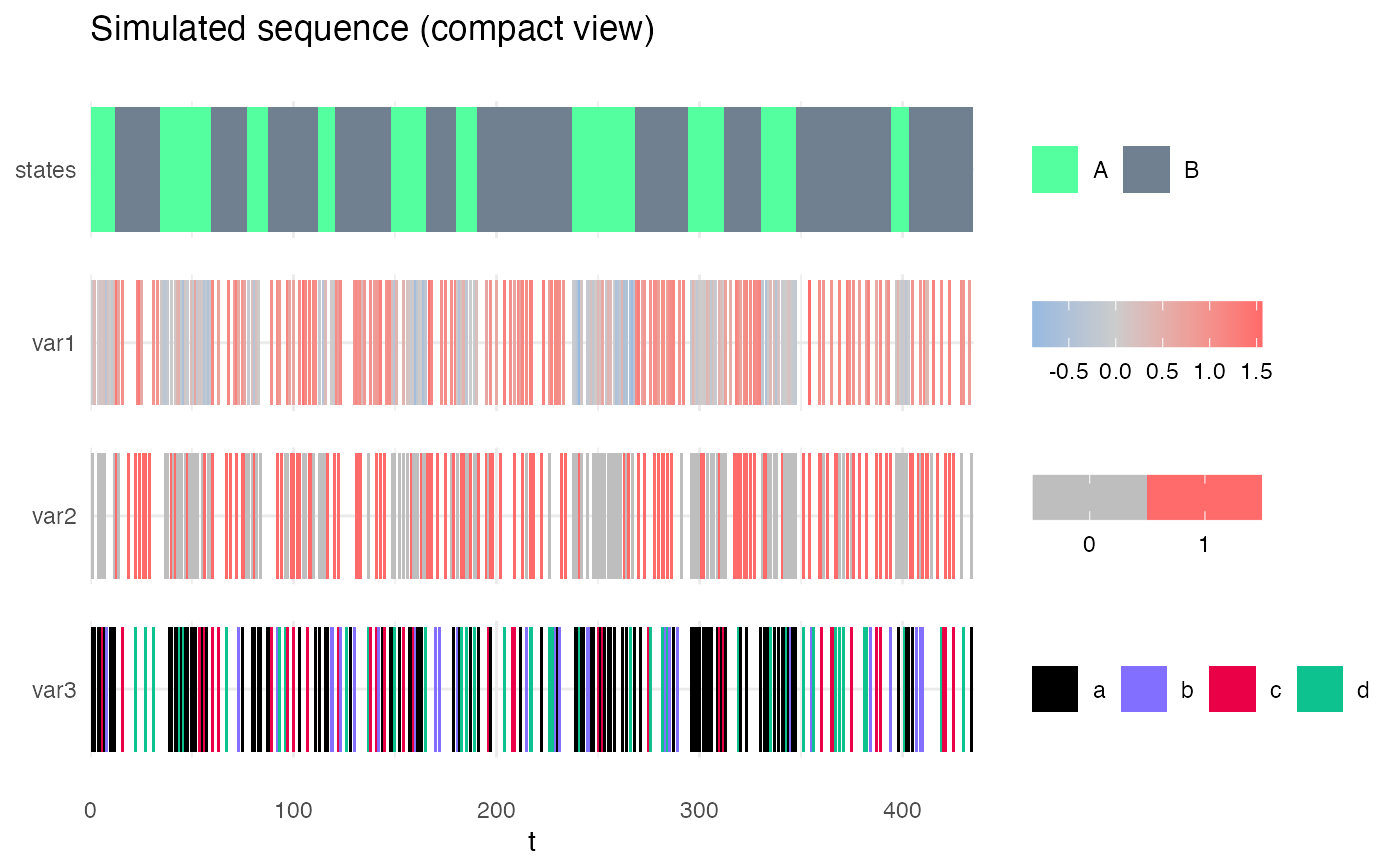 Simulated sequence (compact view)
states
A B
var1
-0.5 0.0 0.5 1.0 1.5
var2
0 1
var3
a b c d
0 100 200 300 400
t